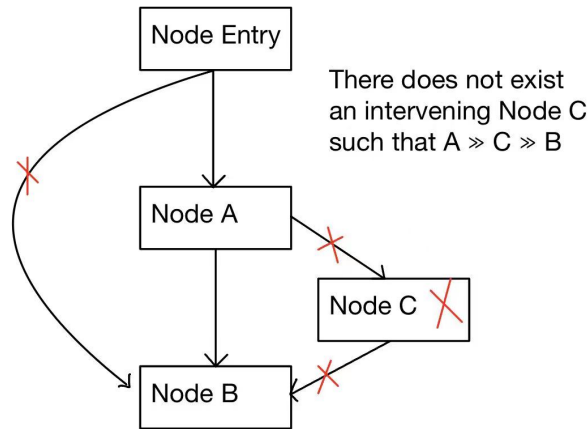 Node Entry
There does not exist
an intervening Node C
such that A ≫ C ≫ B
Node A
Node C
Node B